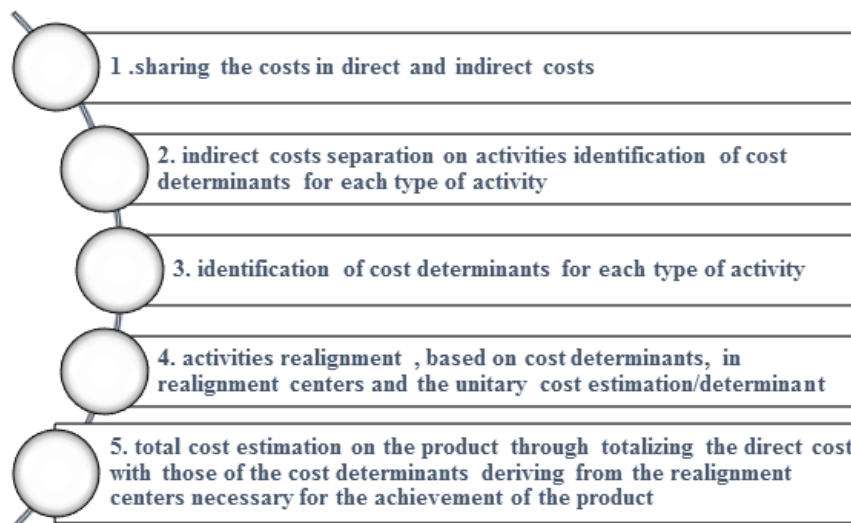 1 .sharing the costs in direct and indirect costs
2. indirect costs separation on activities identification of cost
determinants for each type of activity
3. identification of cost determinants for each type of activity
4. activities realignment , based on cost determinants, in
realignment centers and the unitary cost estimation/determinant
5. total cost estimation on the product through totalizing the direct cost
with those of the cost determinants deriving from the realignment
centers necessary for the achievement of the product